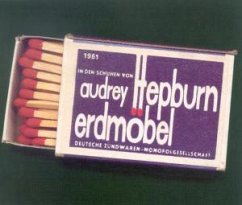 1961
IN DEN SCHUHEN VON
audrey Hepburn
erdmöbel
DEUTSCHE ZÜNDWAREN-MONOPOLGESELLSCHAFT